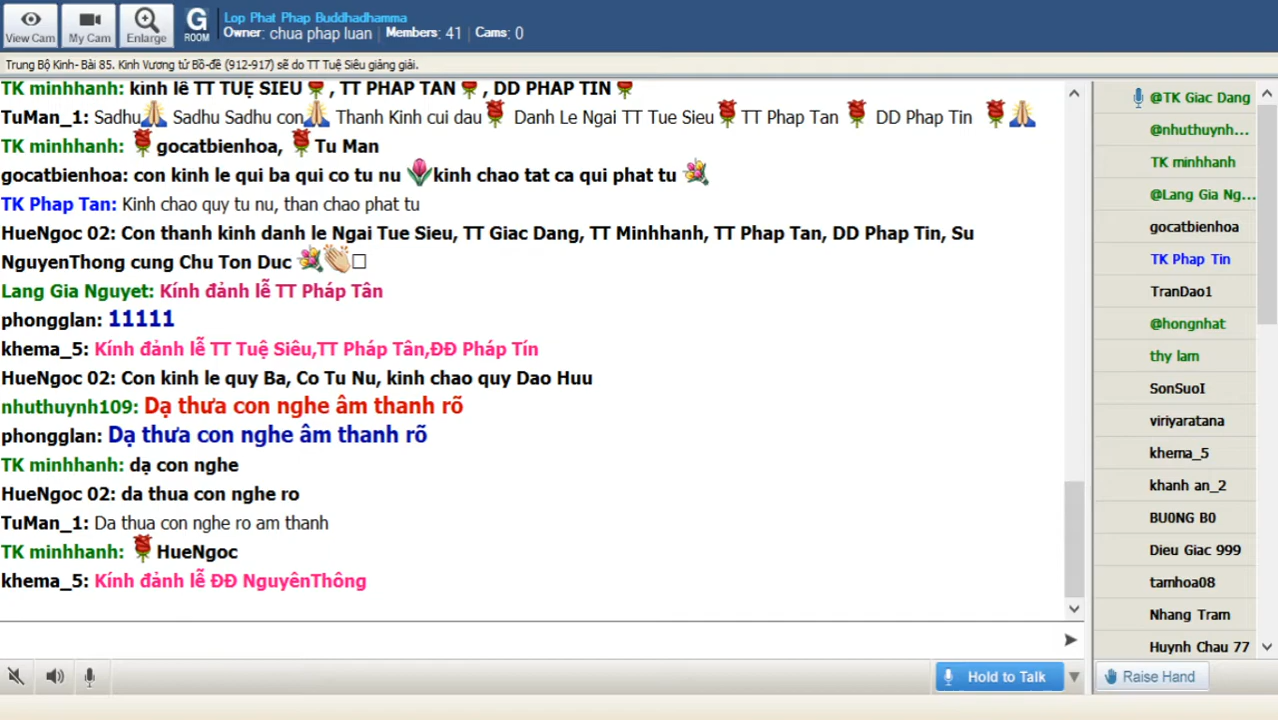 View Cam
My Cam
Enlarge
G
ROOM
Lop Phat Phap Buddhadhamma
Owner: chua phap luan Members: 41 Cams: 0
Trung Bộ Kinh- Bài 85. Kinh Vương tử Bồ-đề (912-917) sẽ do TT Tuệ Siêu giảng giải.
TK minhhanh: kinh lê TT TUỆ SIEU , TT PHAP TAN , DD PHAP TIN
TuMan_1: Sadhu Sadhu Sadhu con Thanh Kinh cui dau Danh Le Ngai TT Tue Sieu TT Phap Tan DD Phap Tin
TK minhhanh: gocatbienhoa, Tu Man
gocatbienhoa: con kinh le qui ba qui co tu nu kinh chao tat ca qui phat tu
TK Phap Tan: Kinh chao quy tu nu, than chao phat tu
HueNgoc 02: Con thanh kinh danh le Ngai Tue Sieu, TT Giac Dang, TT Minhhanh, TT Phap Tan, DD Phap Tin, Su
NguyenThong cung Chu Ton Duc
Lang Gia Nguyet: Kính đảnh lễ TT Pháp Tân
phongglan: 11111
khema_5: Kính đảnh lễ TT Tuệ Siêu,TT Pháp Tân,ĐĐ Pháp Tín
HueNgoc 02: Con kinh le quy Ba, Co Tu Nu, kinh chao quy Dao Huu
nhuthuynh109: Dạ thưa con nghe âm thanh rõ
phongglan: Dạ thưa con nghe âm thanh rõ
TK minhhanh: dạ con nghe
HueNgoc 02: da thua con nghe ro
TuMan_1: Da thua con nghe ro am thanh
TK minhhanh: HueNgoc
khema_5: Kính đảnh lễ ĐĐ NguyênThông
@TK Giac Dang
@nhuthuynh...
TK minhhanh
@Lang Gia Ng...
gocatbienhoa
TK Phap Tin
TranDao1
@hongnhat
thy lam
SonSuoI
viriyaratana
khema_5
khanh an_2
BU0NG B0
Dieu Giac 999
tamhoa08
Nhang Tram
Huynh Chau 77
Hold to Talk
Raise Hand